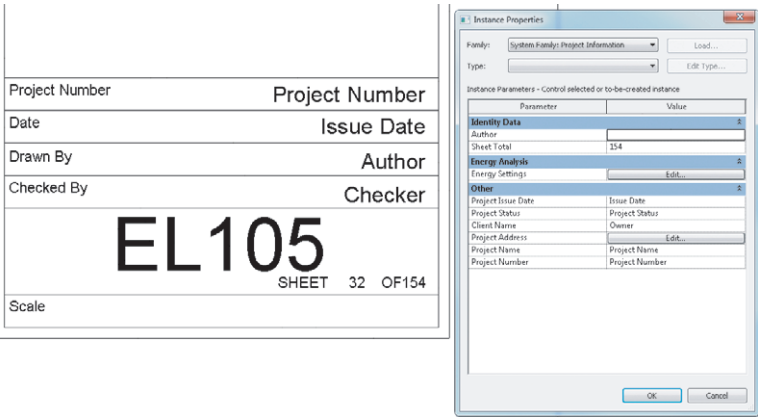 Project Number Project Number
Date Issue Date
Drawn By Author
Checked By Checker
EL105
SHEET 32 OF154
Scale
Instance Properties
Family: System Family: Project Information Load...
Type: Edit Type...
Instance Parameters - Control selected or to-be-created instance
Parameter Value
Identity Data
Author
Sheet Total 154
Energy Analysis
Energy Settings Edit...
Other
Project Issue Date Issue Date
Project Status Project Status
Client Name Owner
Project Address Edit...
Project Name Project Name
Project Number Project Number
OK Cancel